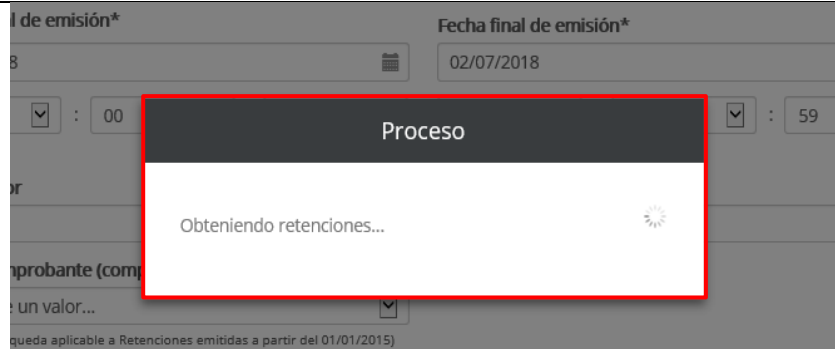 l de emisión*
Fecha final de emisión*
8
02/07/2018
: 00
: 59
Proceso
or
Obteniendo retenciones...
mprobante (comp
e un valor...
queda aplicable a Retenciones emitidas a partir del 01/01/2015)